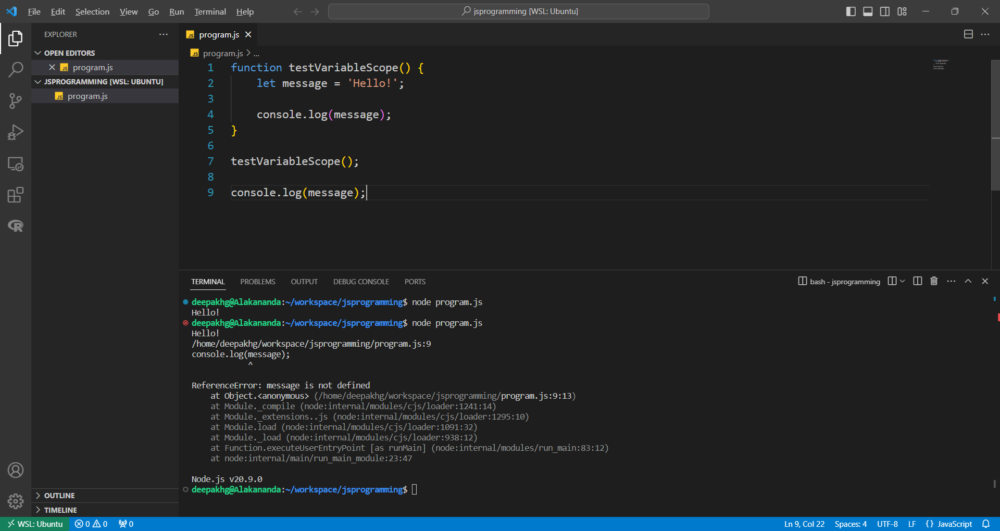 File Edit Selection View Go Run Terminal Help
jsprogramming [WSL: Ubuntu]
EXPLORER
OPEN EDITORS
JS program.js
JSPROGRAMMING [WSL: UBUNTU]
JS program.js
OUTLINE
TIMELINE
JS program.js
JS program.js > ...
1 function testVariableScope() {
2     let message = 'Hello!';
3
4     console.log(message);
5 }
6
7 testVariableScope();
8
9 console.log(message);
TERMINAL PROBLEMS OUTPUT DEBUG CONSOLE PORTS
bash - jsprogramming
deepakhg@Alakananda:~/workspace/jsprogramming$ node program.js
Hello!
deepakhg@Alakananda:~/workspace/jsprogramming$ node program.js
Hello!
/home/deepakhg/workspace/jsprogramming/program.js:9
console.log(message);
            ^
ReferenceError: message is not defined
    at Object.<anonymous> (/home/deepakhg/workspace/jsprogramming/program.js:9:13)
    at Module._compile (node:internal/modules/cjs/loader:1241:14)
    at Module._extensions..js (node:internal/modules/cjs/loader:1295:10)
    at Module.load (node:internal/modules/cjs/loader:1091:32)
    at Module._load (node:internal/modules/cjs/loader:938:12)
    at Function.executeUserEntryPoint [as runMain] (node:internal/modules/run_main:83:12)
    at node:internal/main/run_main_module:23:47
Node.js v20.9.0
deepakhg@Alakananda:~/workspace/jsprogramming$
WSL: Ubuntu 0 0 0 Ln 9, Col 22 Spaces: 4 UTF-8 LF {} JavaScript